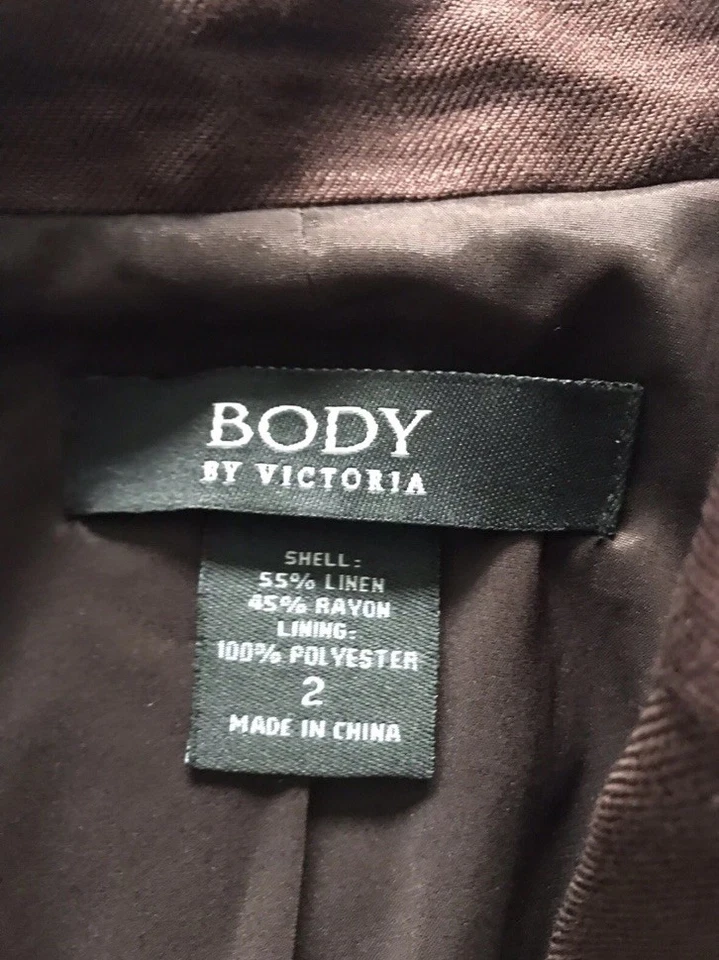 BODY
BY VICTORIA
SHELL:
55% LINEN
45% RAYON
LINING:
100% POLYESTER
2
MADE IN CHINA